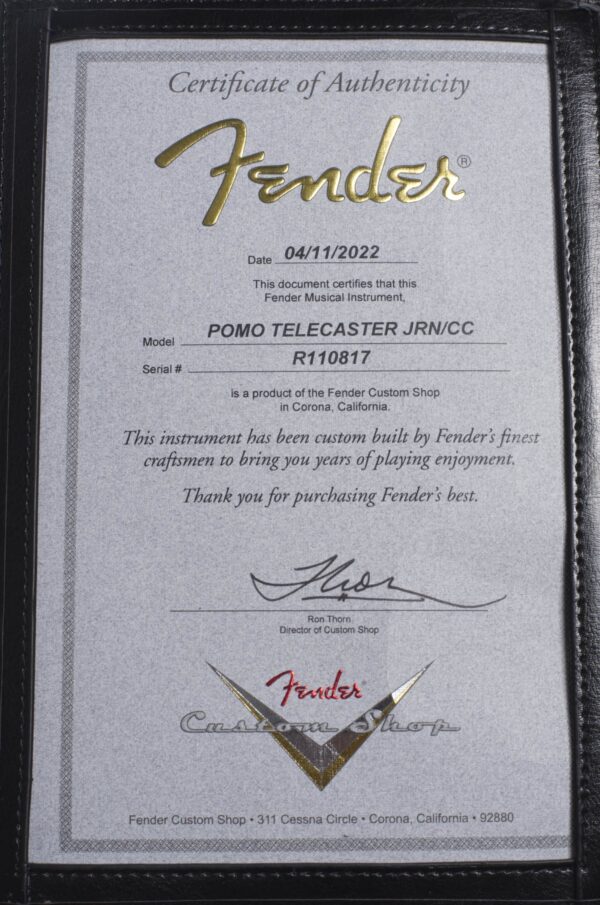 Certificate of Authenticity
Fender®
Date 04/11/2022
This document certifies that this
Fender Musical Instrument,
Model POMO TELECASTER JRN/CC
Serial # R110817
is a product of the Fender Custom Shop
in Corona, California.
This instrument has been custom built by Fender's finest
craftsmen to bring you years of playing enjoyment.
Thank you for purchasing Fender's best.
Thorn
Ron Thorn
Director of Custom Shop
Fender®
Custom Shop
Fender Custom Shop • 311 Cessna Circle • Corona, California • 92880